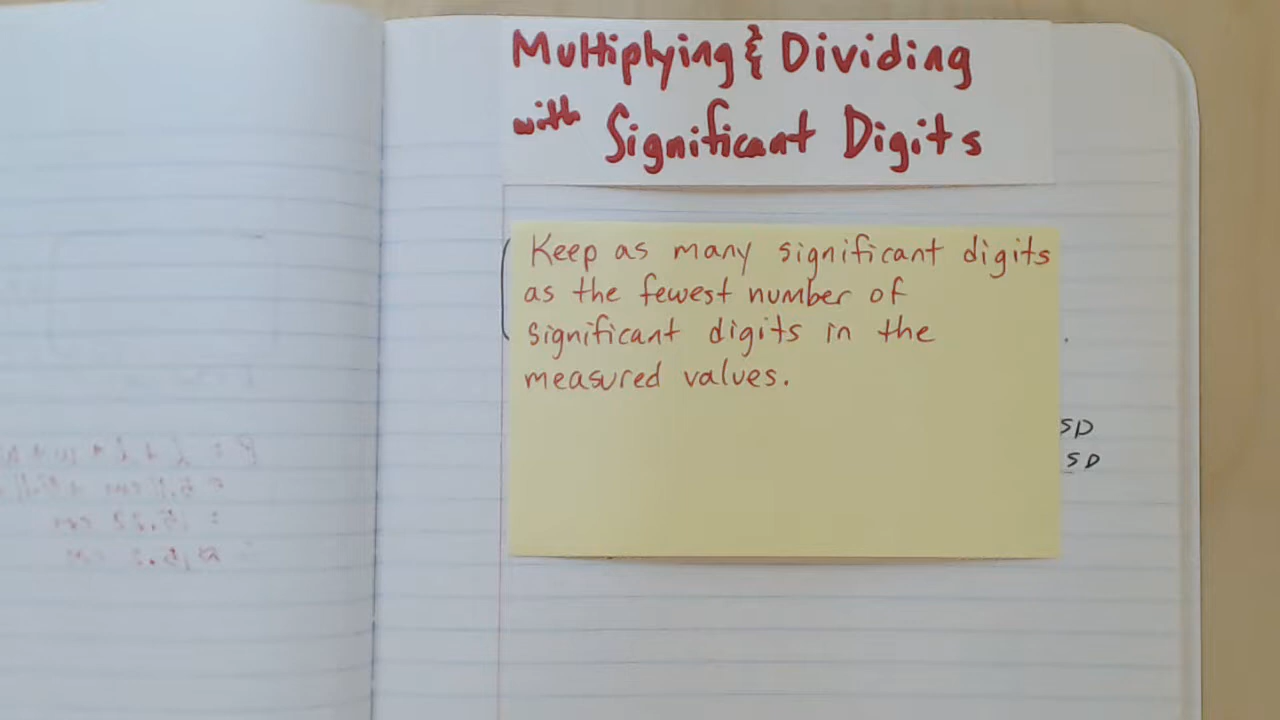 Multiplying & Dividing
with Significant Digits
Keep as many significant digits
as the fewest number of
significant digits in the
measured values.
SD
SD